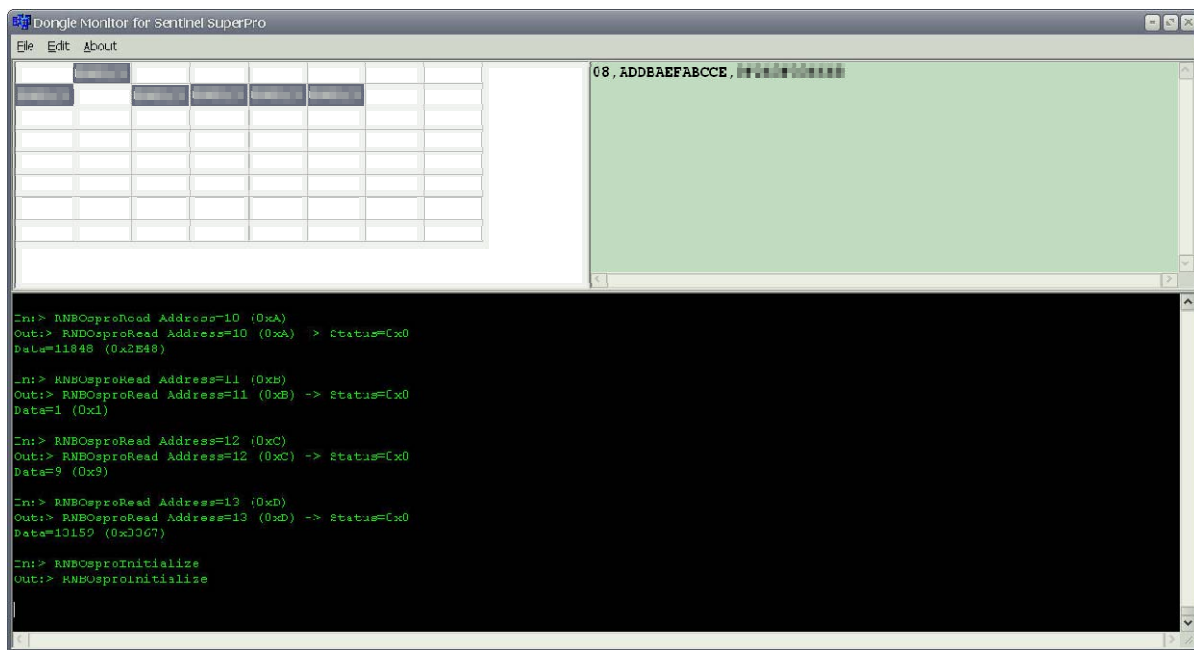 Dongle Monitor for Sentinel SuperPro
File Edit About
08,ADDBAEFABCCE,
In:> RNBOsproRead Address=10 (0xA)
Out:> RNBOsproRead Address=10 (0xA) -> Status=0x0
Data=11848 (0x2E48)
In:> RNBOsproRead Address=11 (0xB)
Out:> RNBOsproRead Address=11 (0xB) -> Status=0x0
Data=1 (0x1)
In:> RNBOsproRead Address=12 (0xC)
Out:> RNBOsproRead Address=12 (0xC) -> Status=0x0
Data=9 (0x9)
In:> RNBOsproRead Address=13 (0xD)
Out:> RNBOsproRead Address=13 (0xD) -> Status=0x0
Data=13159 (0x3367)
In:> RNBOsproInitialize
Out:> RNBOsproInitialize